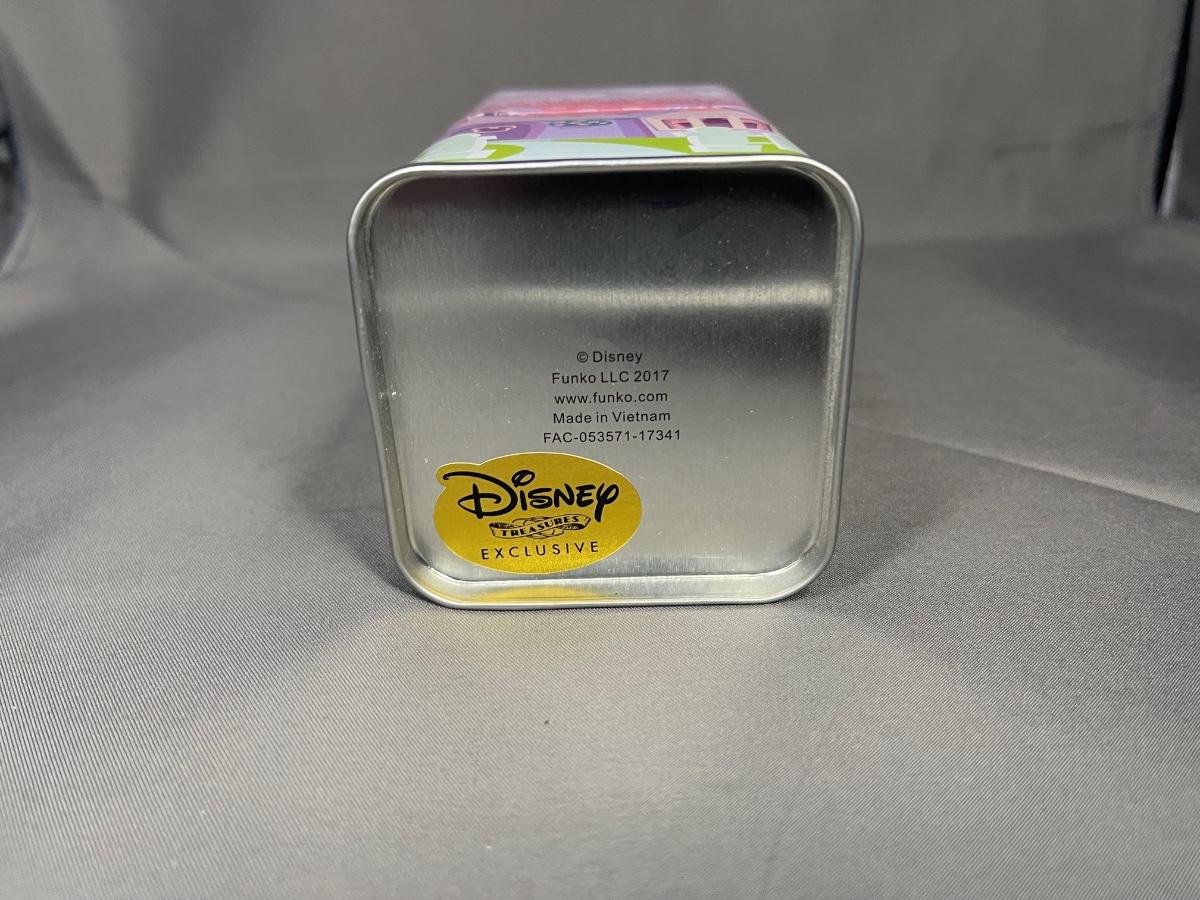 © Disney
Funko LLC 2017
www.funko.com
Made in Vietnam
FAC-053571-17341
Disney
TREASURES
EXCLUSIVE